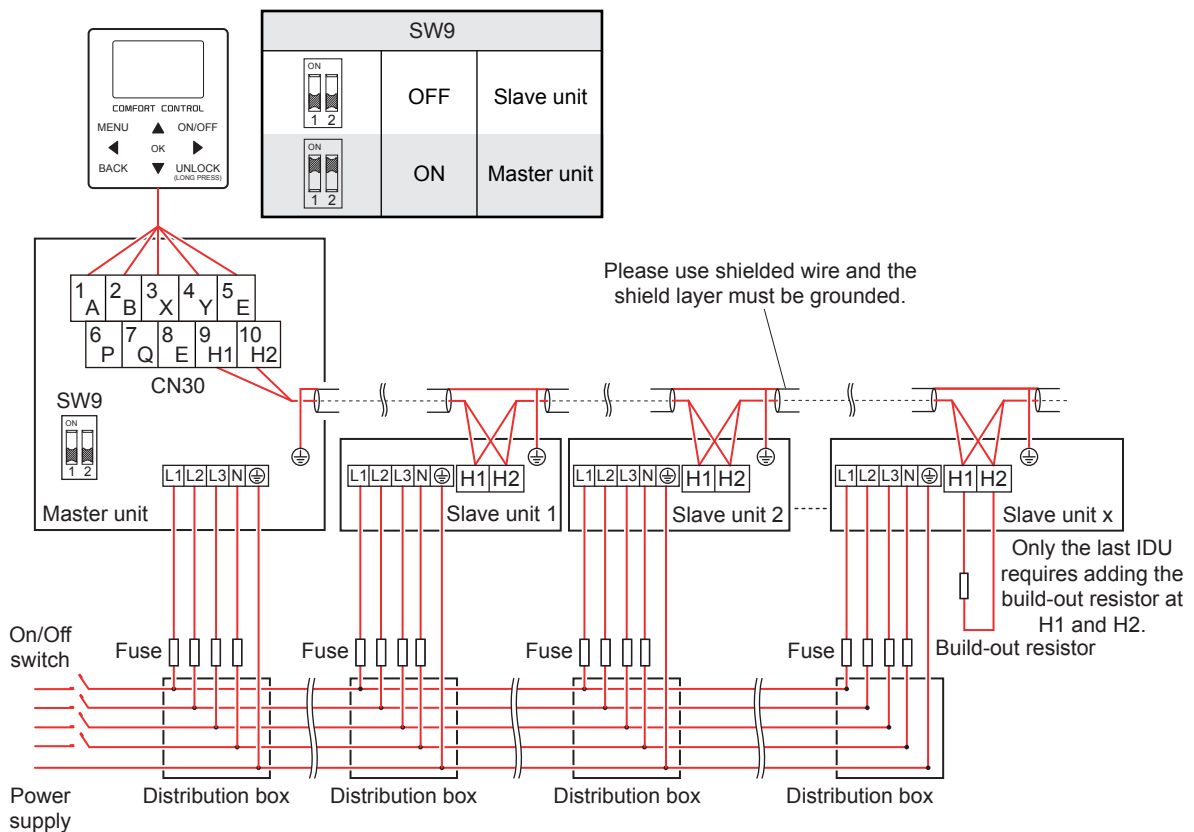 SW9
ON
1 2
OFF
Slave unit
ON
1 2
ON
Master unit
COMFORT CONTROL
MENU ON/OFF
OK
BACK UNLOCK
(LONG PRESS)
1 A 2 B 3 X 4 Y 5 E
6 P 7 Q 8 E 9 H1 10 H2
CN30
SW9
ON
1 2
Please use shielded wire and the
shield layer must be grounded.
L1 L2 L3 N
Master unit
L1 L2 L3 N
H1 H2
Slave unit 1
L1 L2 L3 N
H1 H2
Slave unit 2
L1 L2 L3 N
H1 H2
Slave unit x
Only the last IDU
requires adding the
build-out resistor at
H1 and H2.
Build-out resistor
On/Off
switch
Fuse
Fuse
Fuse
Fuse
Power
supply
Distribution box
Distribution box
Distribution box
Distribution box